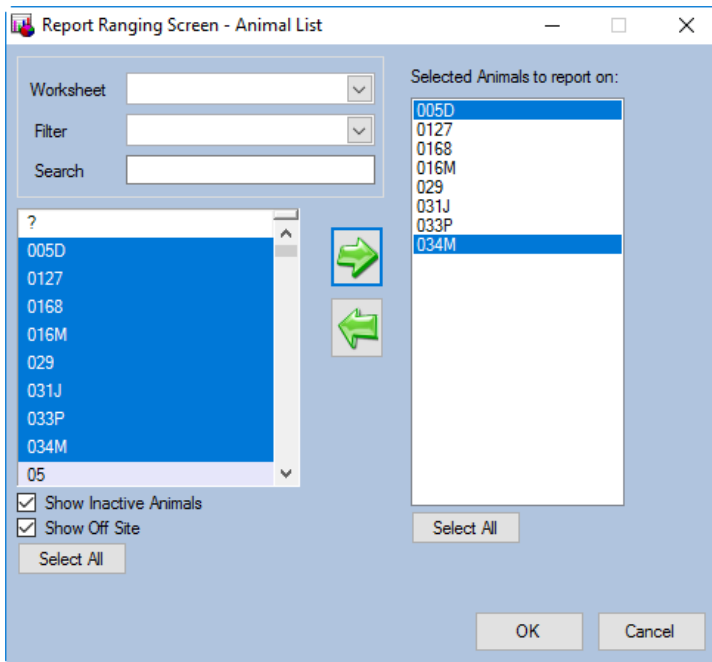 Report Ranging Screen - Animal List
Worksheet
Filter
Search
?
005D
0127
0168
016M
029
031J
033P
034M
05
Show Inactive Animals
Show Off Site
Select All
Selected Animals to report on:
005D
0127
0168
016M
029
031J
033P
034M
Select All
OK
Cancel